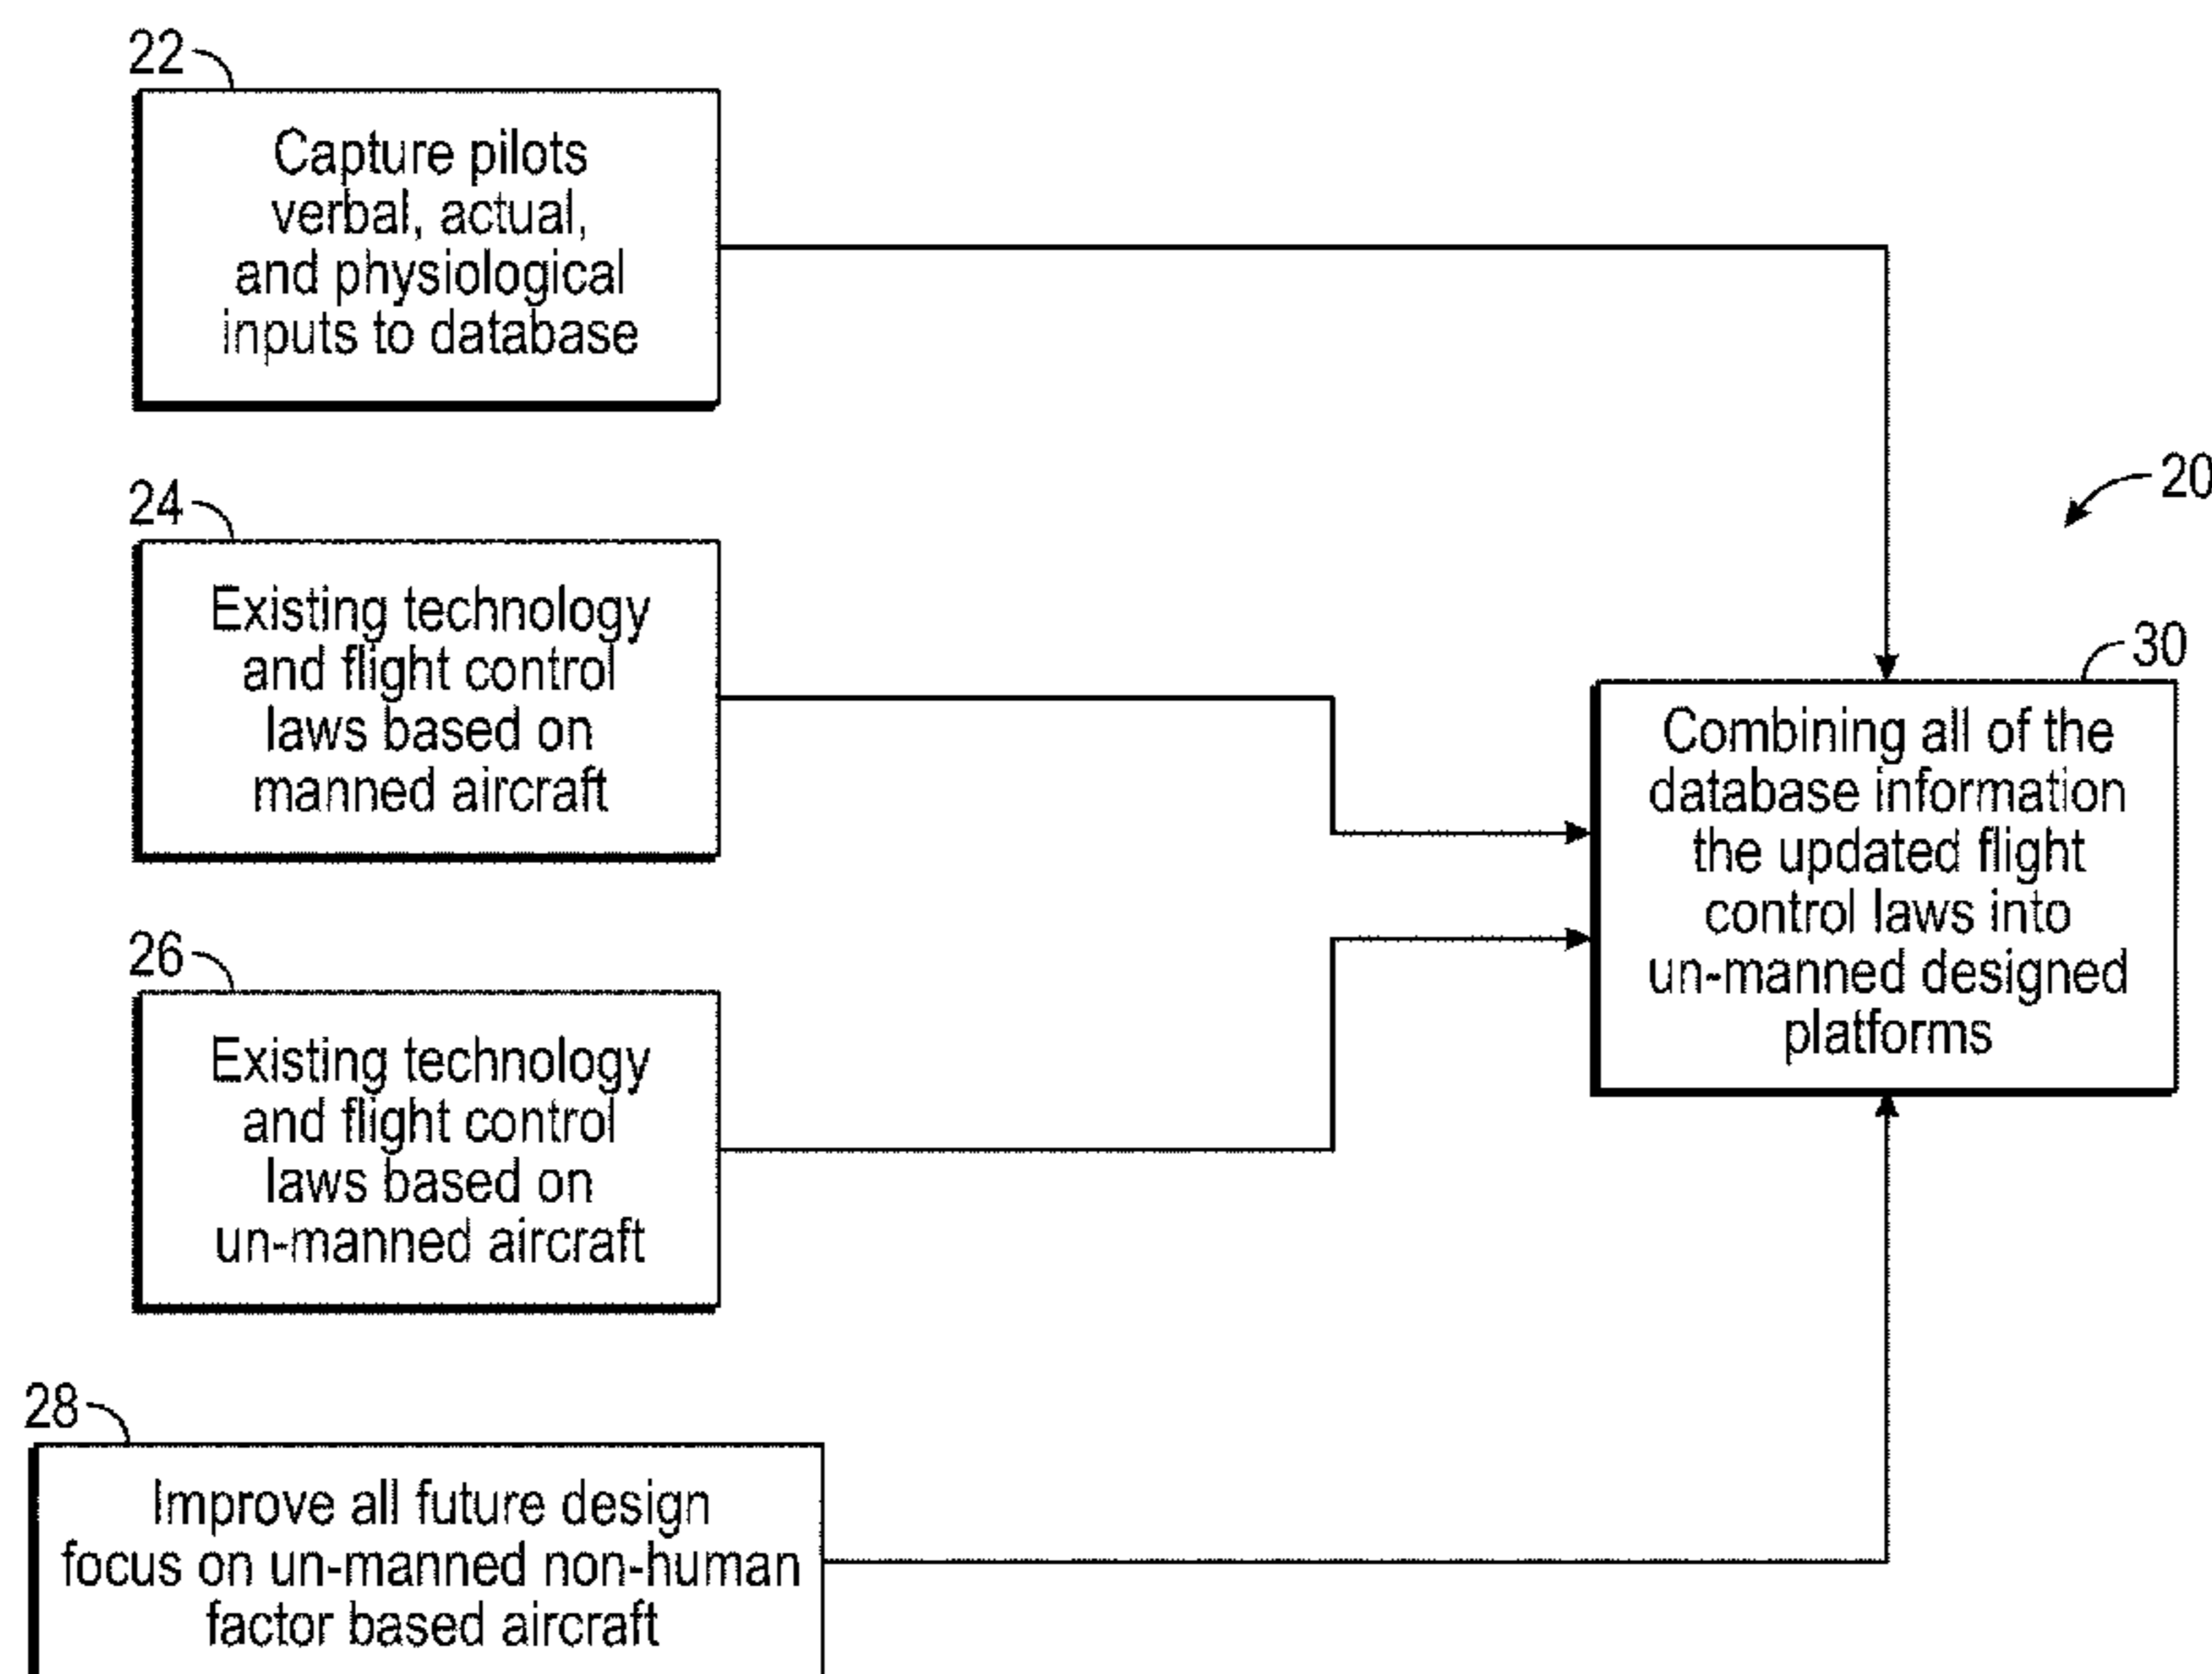 22
Capture pilots
verbal, actual,
and physiological
inputs to database
24
Existing technology
and flight control
laws based on
manned aircraft
20
30
Combining all of the
database information
the updated flight
control laws into
un-manned designed
platforms
26
Existing technology
and flight control
laws based on
un-manned aircraft
28
Improve all future design
focus on un-manned non-human
factor based aircraft